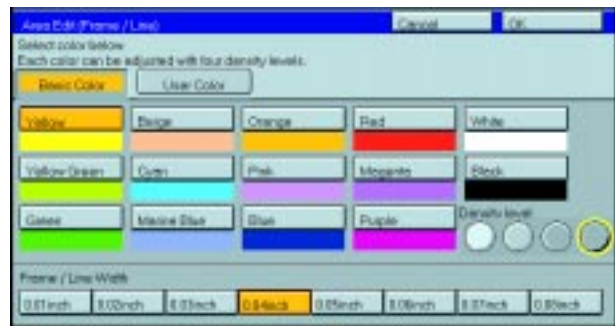 Area Edit (Frame / Line) Cancel OK
Select color below
Each color can be adjusted with four density levels.
Basic Color User Color
Yellow Beige Orange Red White
Yellow Green Cyan Pink Magenta Black
Green Marine Blue Blue Purple Density level
Frame / Line Width
0.01inch 0.02inch 0.03inch 0.04inch 0.05inch 0.06inch 0.07inch 0.08inch